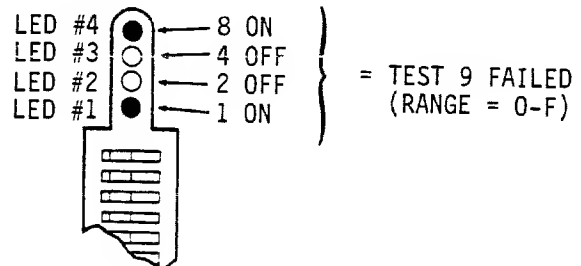 LED #4 8 ON
LED #3 4 OFF
LED #2 2 OFF
LED #1 1 ON
= TEST 9 FAILED
(RANGE = 0-F)